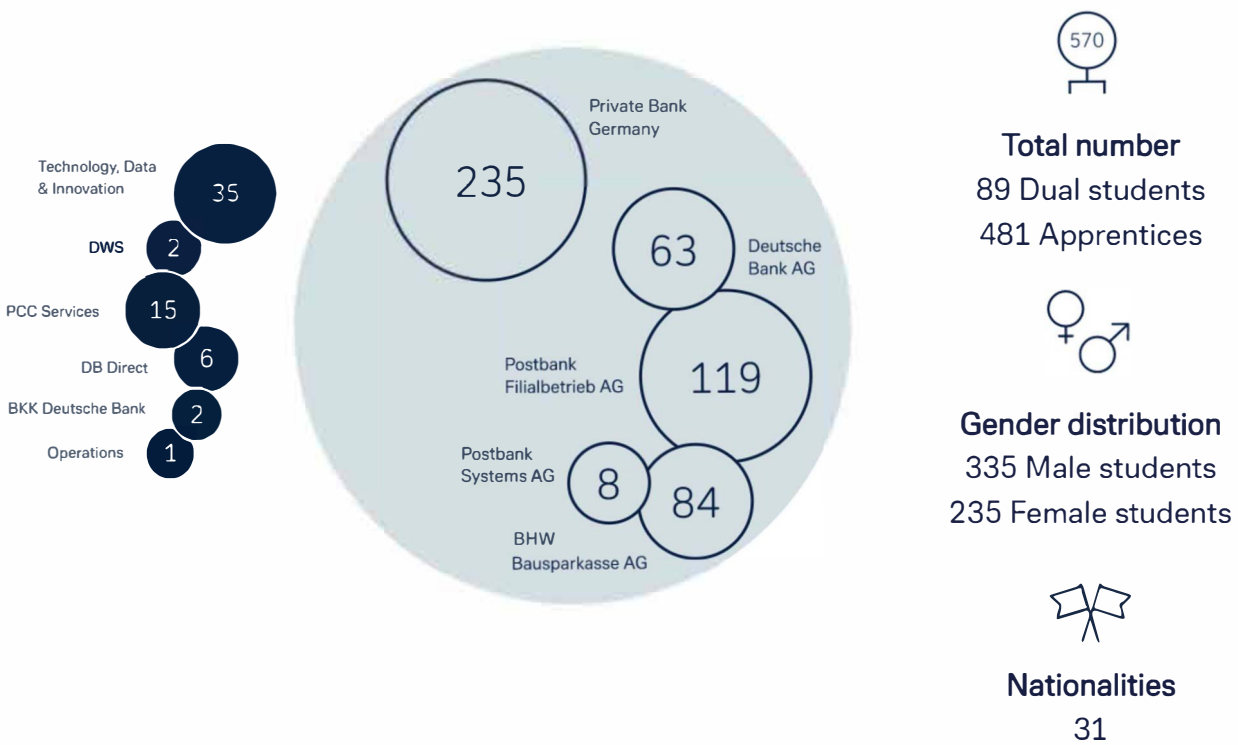 Technology, Data
& Innovation
35
DWS
2
PCC Services
15
DB Direct
6
BKK Deutsche Bank
2
Operations
1
Private Bank
Germany
235
63
Deutsche
Bank AG
Postbank
Filialbetrieb AG
119
Postbank
Systems AG
8
84
BHW
Bausparkasse AG
570
Total number
89 Dual students
481 Apprentices
Gender distribution
335 Male students
235 Female students
Nationalities
31